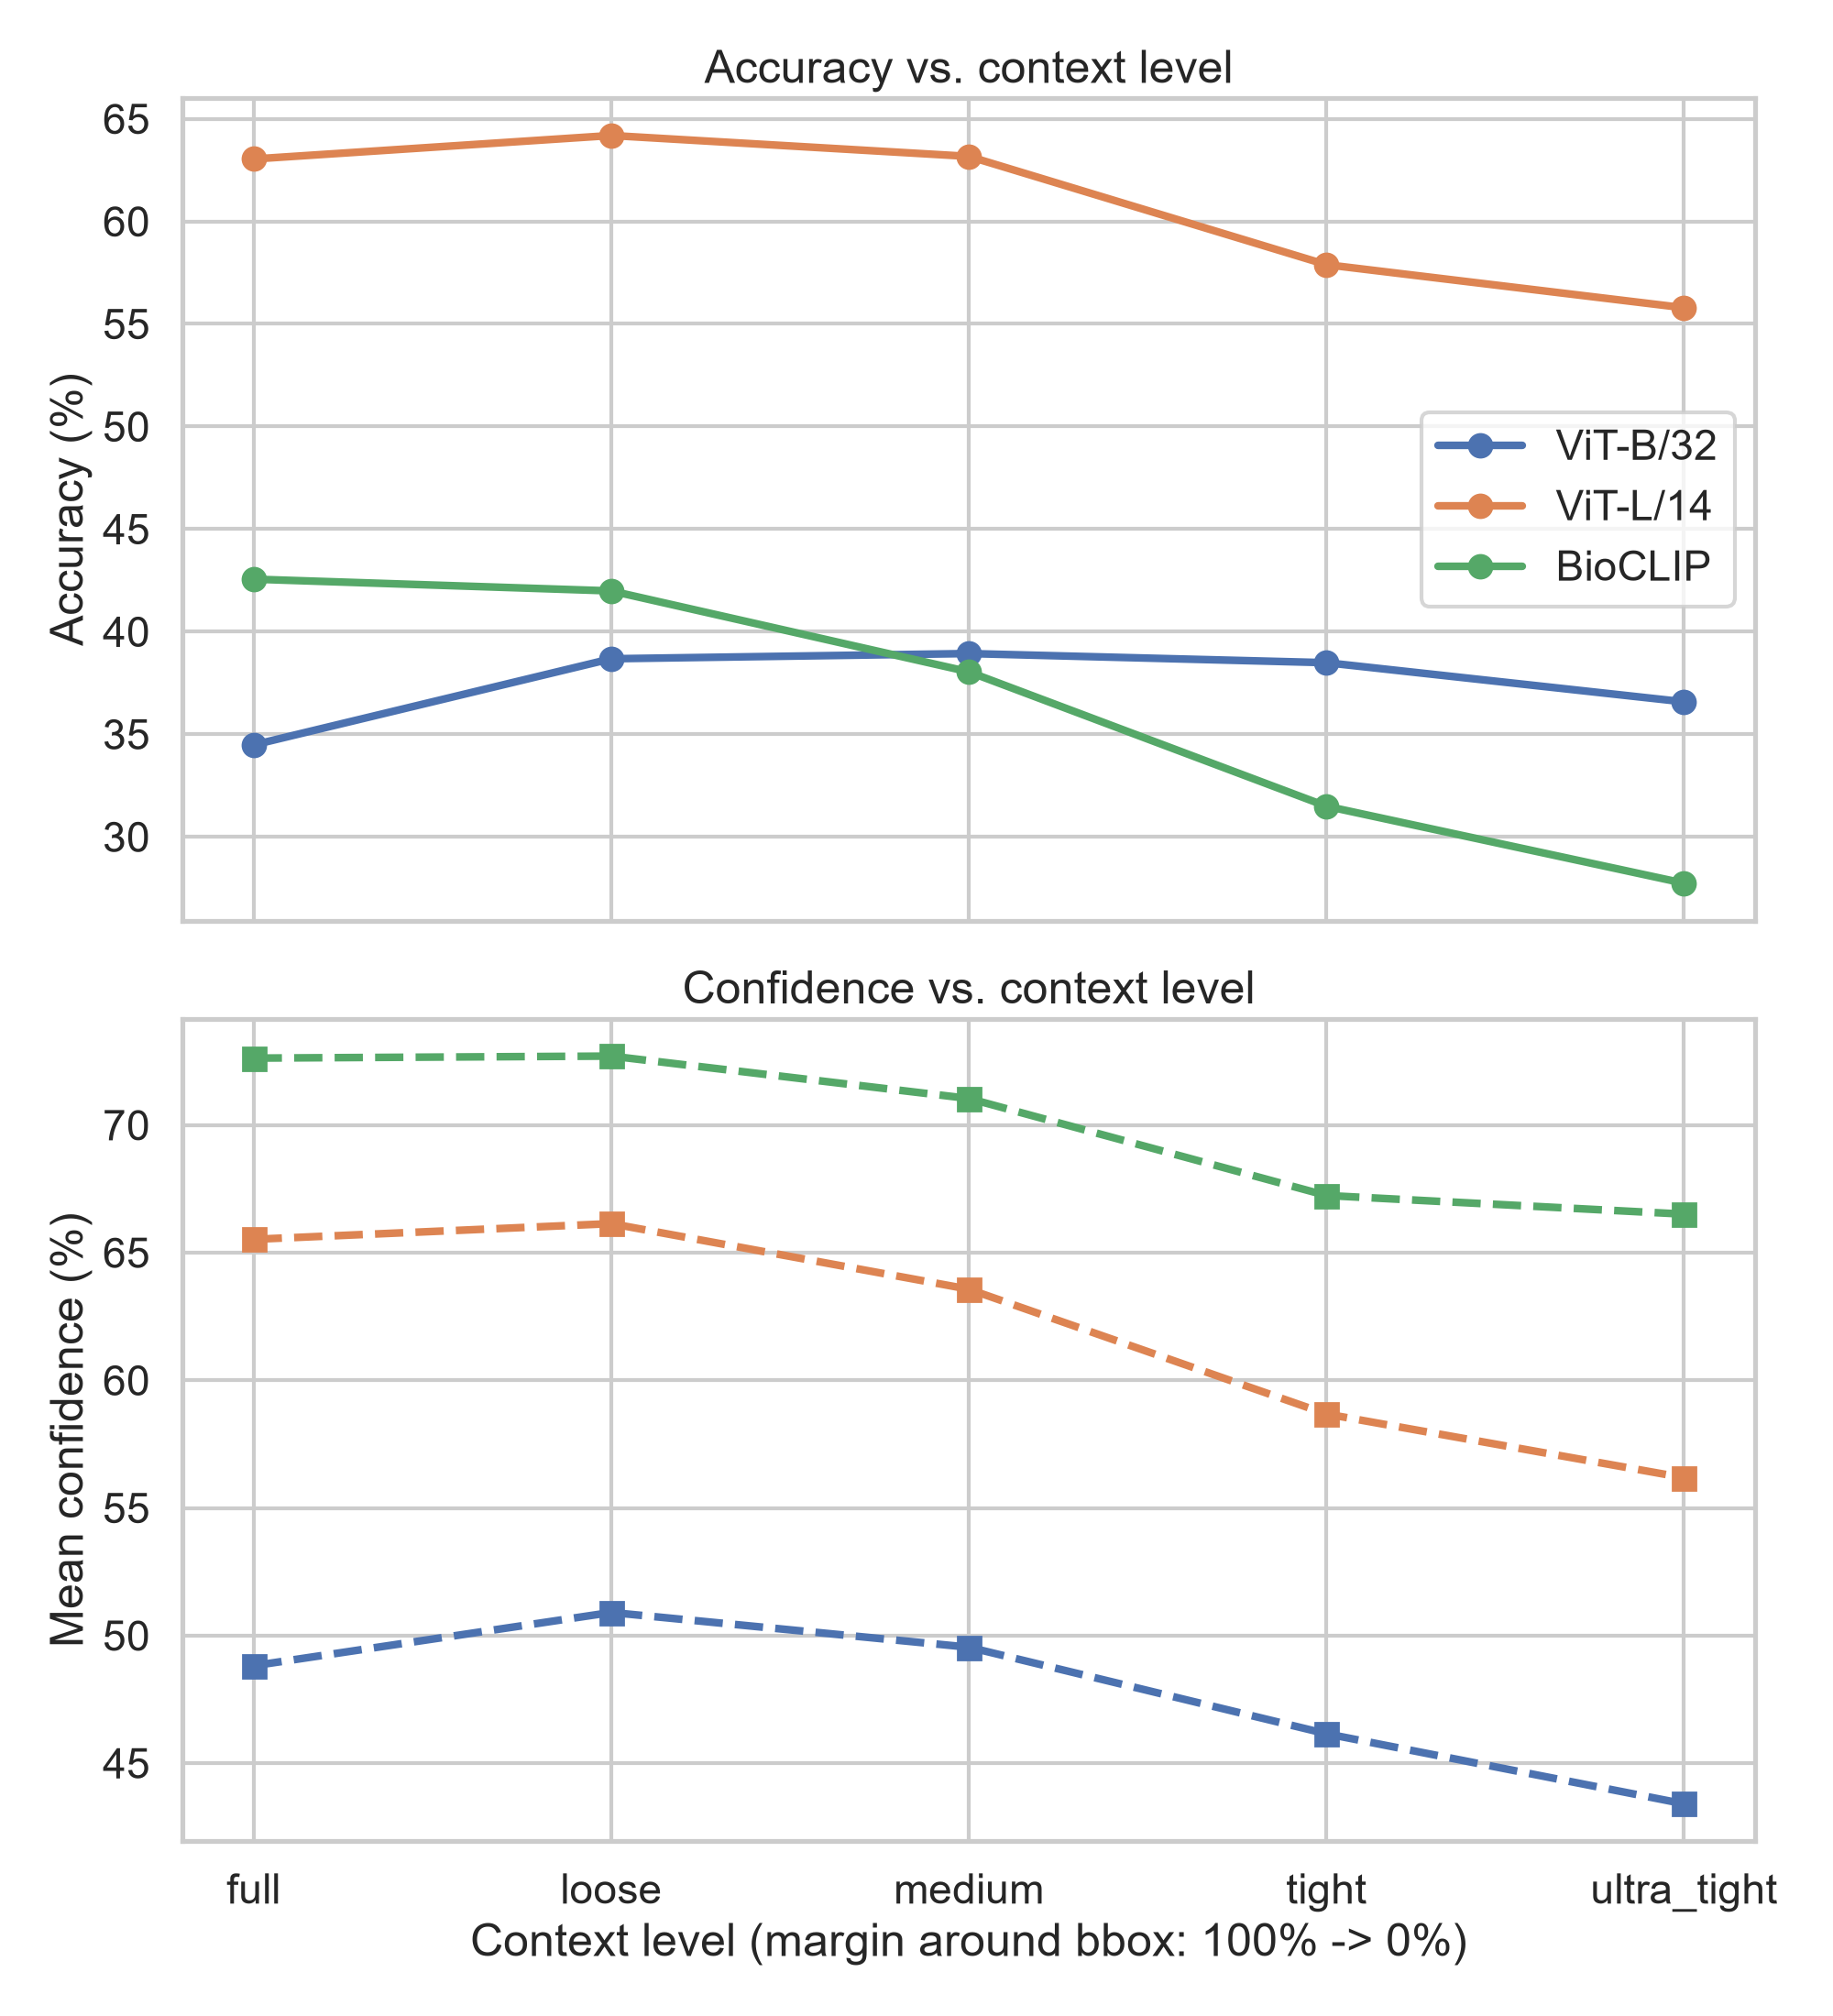 Accuracy vs. context level
65
60
55
50
45
40
35
30
Accuracy (%)
ViT-B/32
ViT-L/14
BioCLIP
Confidence vs. context level
70
65
60
55
50
45
Mean confidence (%)
full loose medium tight ultra_tight
Context level (margin around bbox: 100% -> 0%)